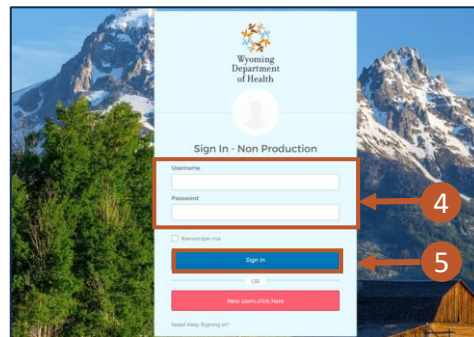 Wyoming
Department
of Health
Sign In - Non Production
Username
Password
4
Remember me
Sign In
5
OR
New users click here
Need Help Signing In?